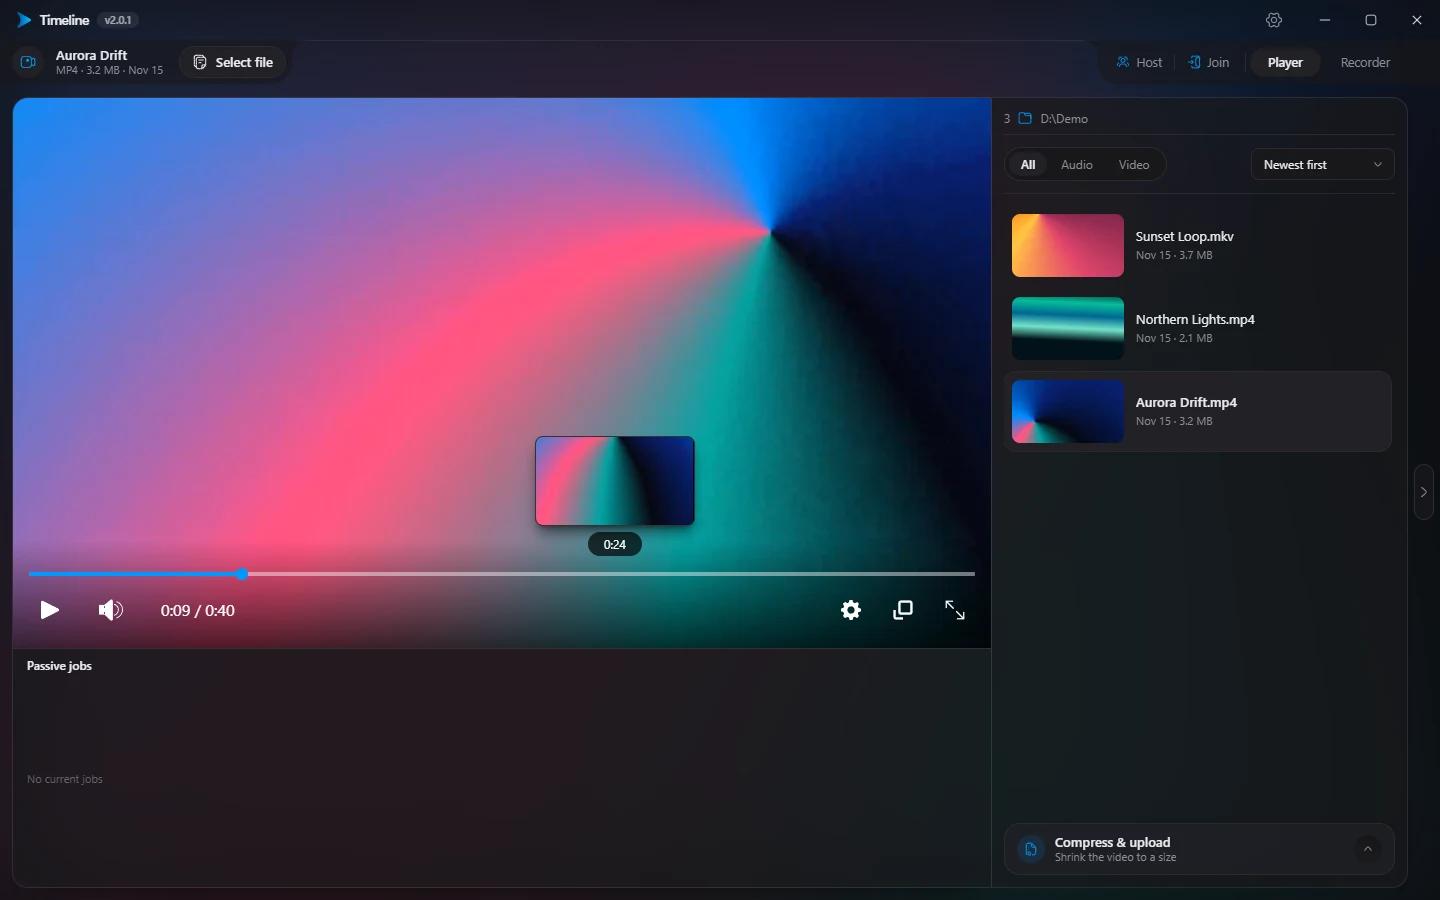 Timeline v2.0.1
Aurora Drift
MP4 · 3.2 MB · Nov 15
Select file
Host
Join
Player
Recorder
3 D:\Demo
All
Audio
Video
Newest first
Sunset Loop.mkv
Nov 15 · 3.7 MB
Northern Lights.mp4
Nov 15 · 2.1 MB
Aurora Drift.mp4
Nov 15 · 3.2 MB
0:24
0:09 / 0:40
Passive jobs
No current jobs
Compress & upload
Shrink the video to a size